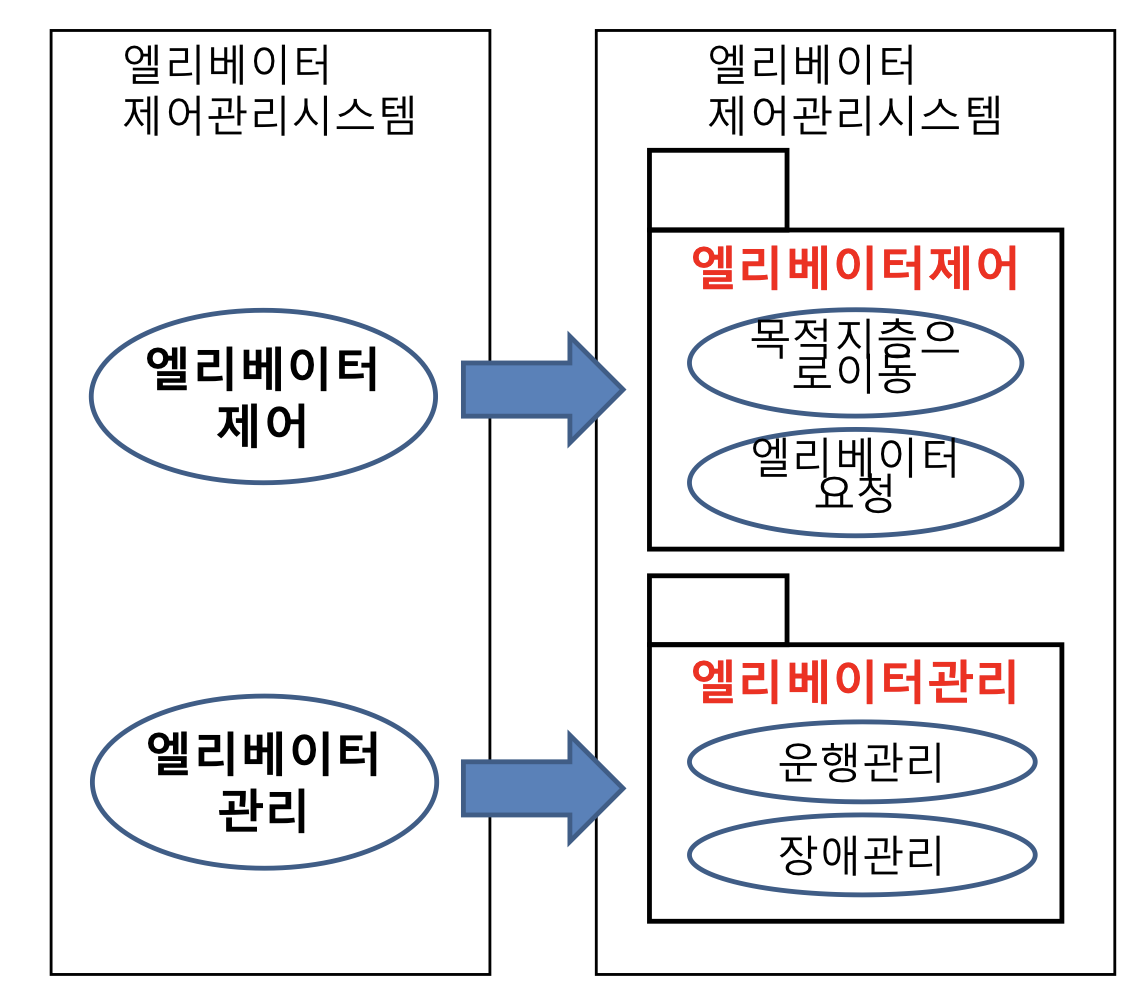 엘리베이터
제어관리시스템
엘리베이터
제어
엘리베이터
관리
엘리베이터
제어관리시스템
엘리베이터제어
목적지층으
로이동
엘리베이터
요청
엘리베이터관리
운행관리
장애관리